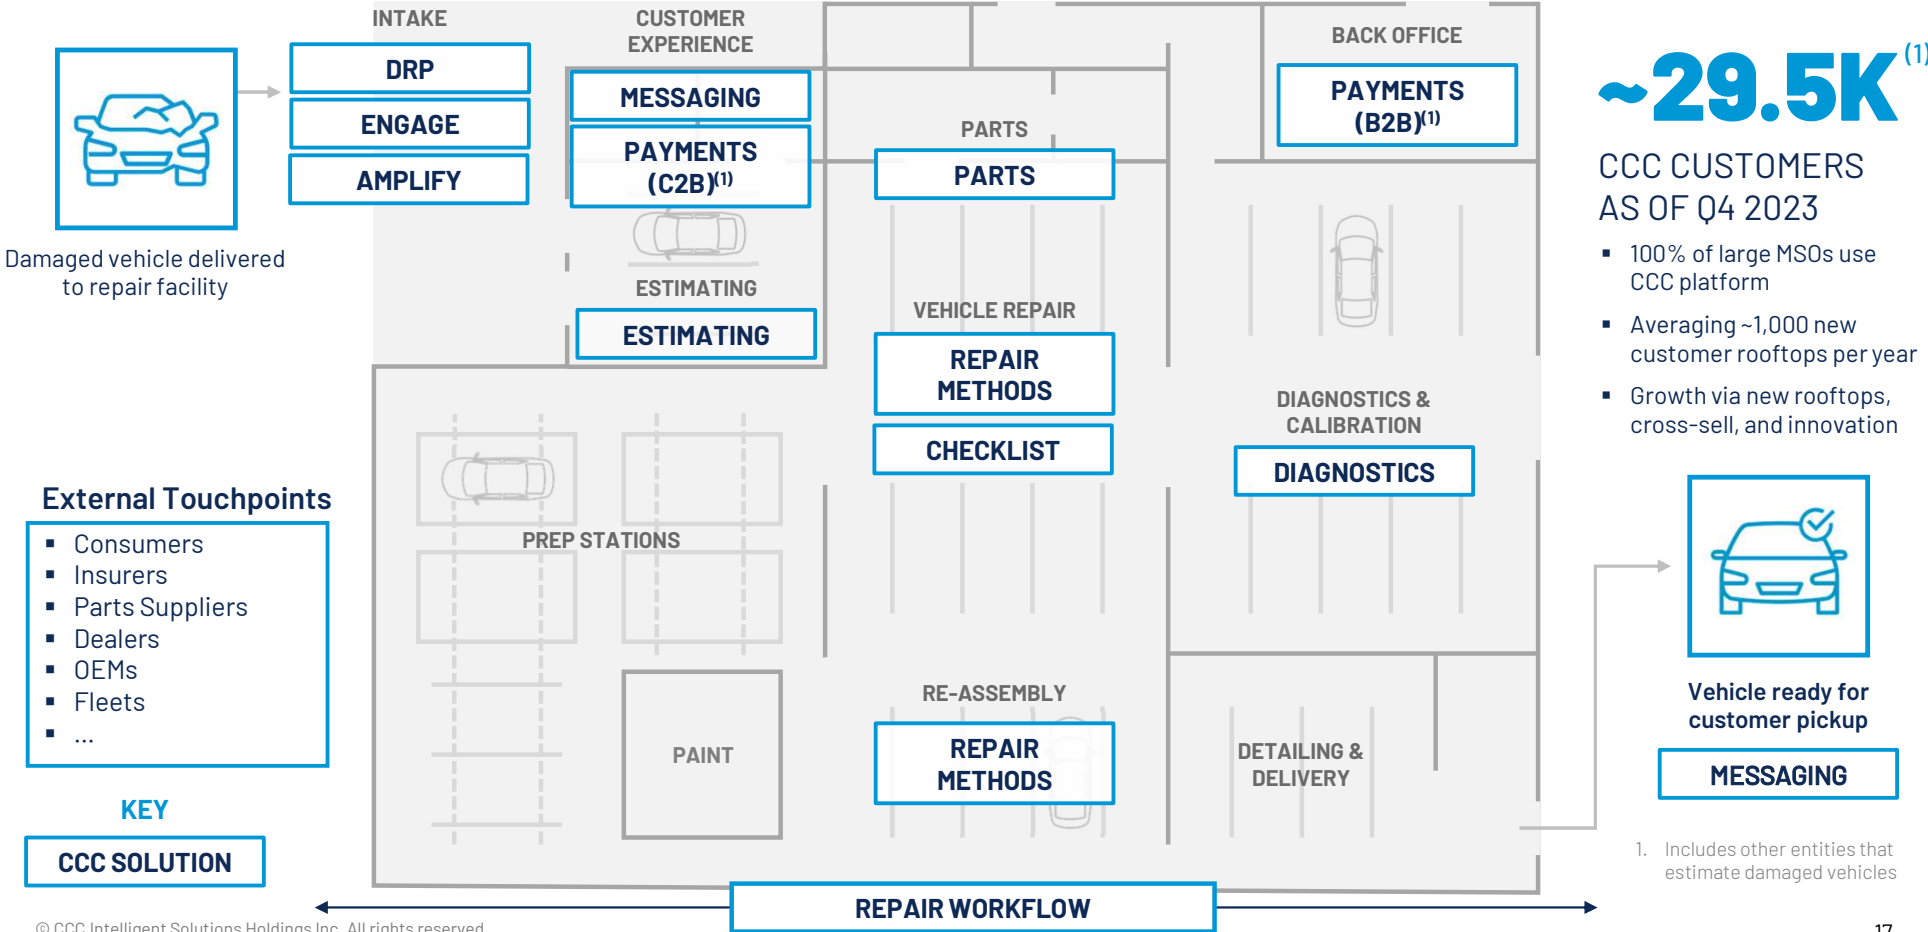 INTAKE
DRP
ENGAGE
AMPLIFY
Damaged vehicle delivered
to repair facility
CUSTOMER
EXPERIENCE
MESSAGING
PAYMENTS
(C2B)(1)
ESTIMATING
ESTIMATING
PARTS
PARTS
VEHICLE REPAIR
REPAIR
METHODS
CHECKLIST
BACK OFFICE
PAYMENTS
(B2B)(1)
DIAGNOSTICS &
CALIBRATION
DIAGNOSTICS
PREP STATIONS
PAINT
RE-ASSEMBLY
REPAIR
METHODS
DETAILING &
DELIVERY
~29.5K(1)
CCC CUSTOMERS
AS OF Q4 2023
▪ 100% of large MSOs use
CCC platform
▪ Averaging ~1,000 new
customer rooftops per year
▪ Growth via new rooftops,
cross-sell, and innovation
Vehicle ready for
customer pickup
MESSAGING
1. Includes other entities that
estimate damaged vehicles
External Touchpoints
▪ Consumers
▪ Insurers
▪ Parts Suppliers
▪ Dealers
▪ OEMs
▪ Fleets
▪ ...
KEY
CCC SOLUTION
REPAIR WORKFLOW
© CCC Intelligent Solutions Holdings Inc. All rights reserved
17